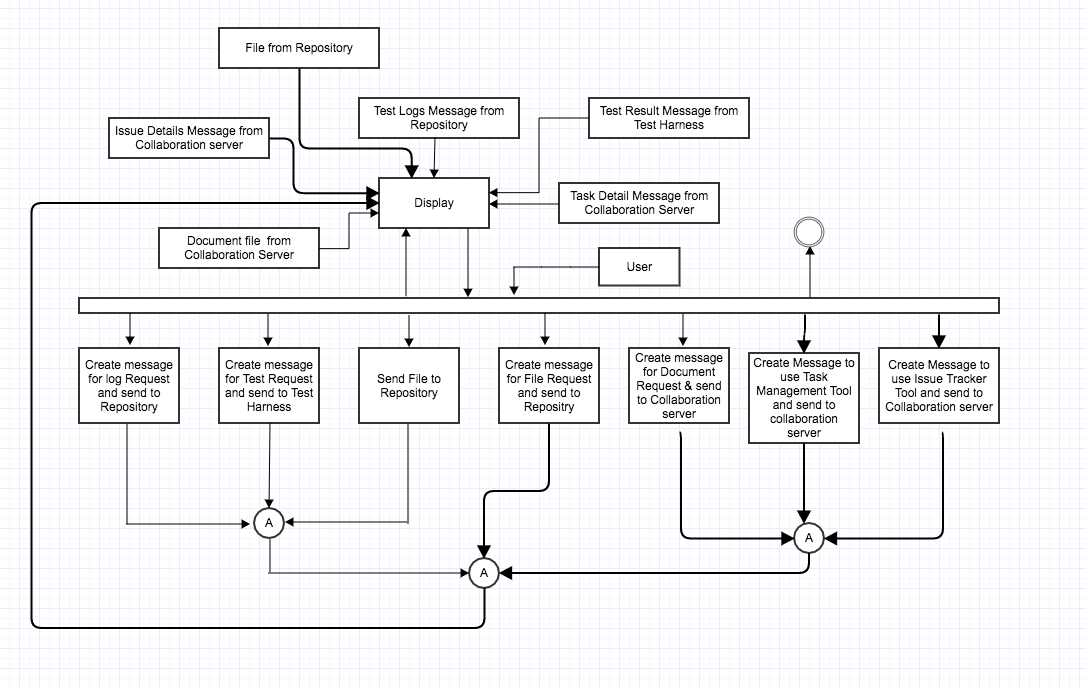 File from Repository
Test Logs Message from
Repository
Test Result Message from
Test Harness
Issue Details Message from
Collaboration server
Display
Task Detail Message from
Collaboration Server
Document file  from
Collaboration Server
User
Create message
for log Request
and send to
Repository
Create message
for Test Request
and send to Test
Harness
Send File to
Repository
Create message
for File Request
and send to
Repositry
Create message
for Document
Request & send
to Collaboration
server
Create Message to
use Task
Management Tool
and send to
collaboration
server
Create Message to
use Issue Tracker
Tool and send to
Collaboration server
A
A
A